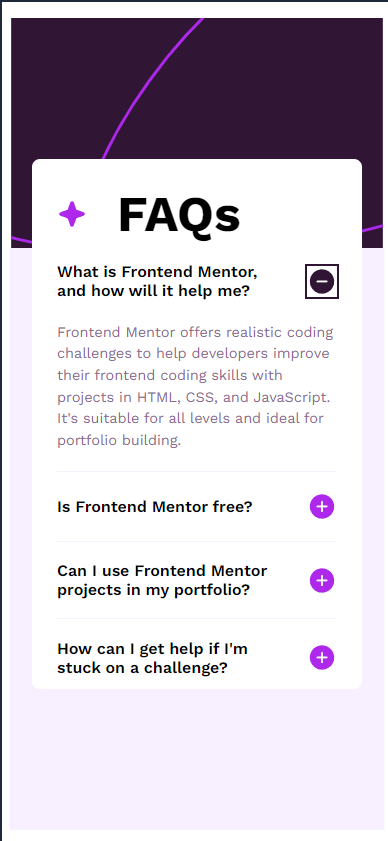 FAQs
What is Frontend Mentor,
and how will it help me?
Frontend Mentor offers realistic coding
challenges to help developers improve
their frontend coding skills with
projects in HTML, CSS, and JavaScript.
It's suitable for all levels and ideal for
portfolio building.
Is Frontend Mentor free?
Can I use Frontend Mentor
projects in my portfolio?
How can I get help if I'm
stuck on a challenge?